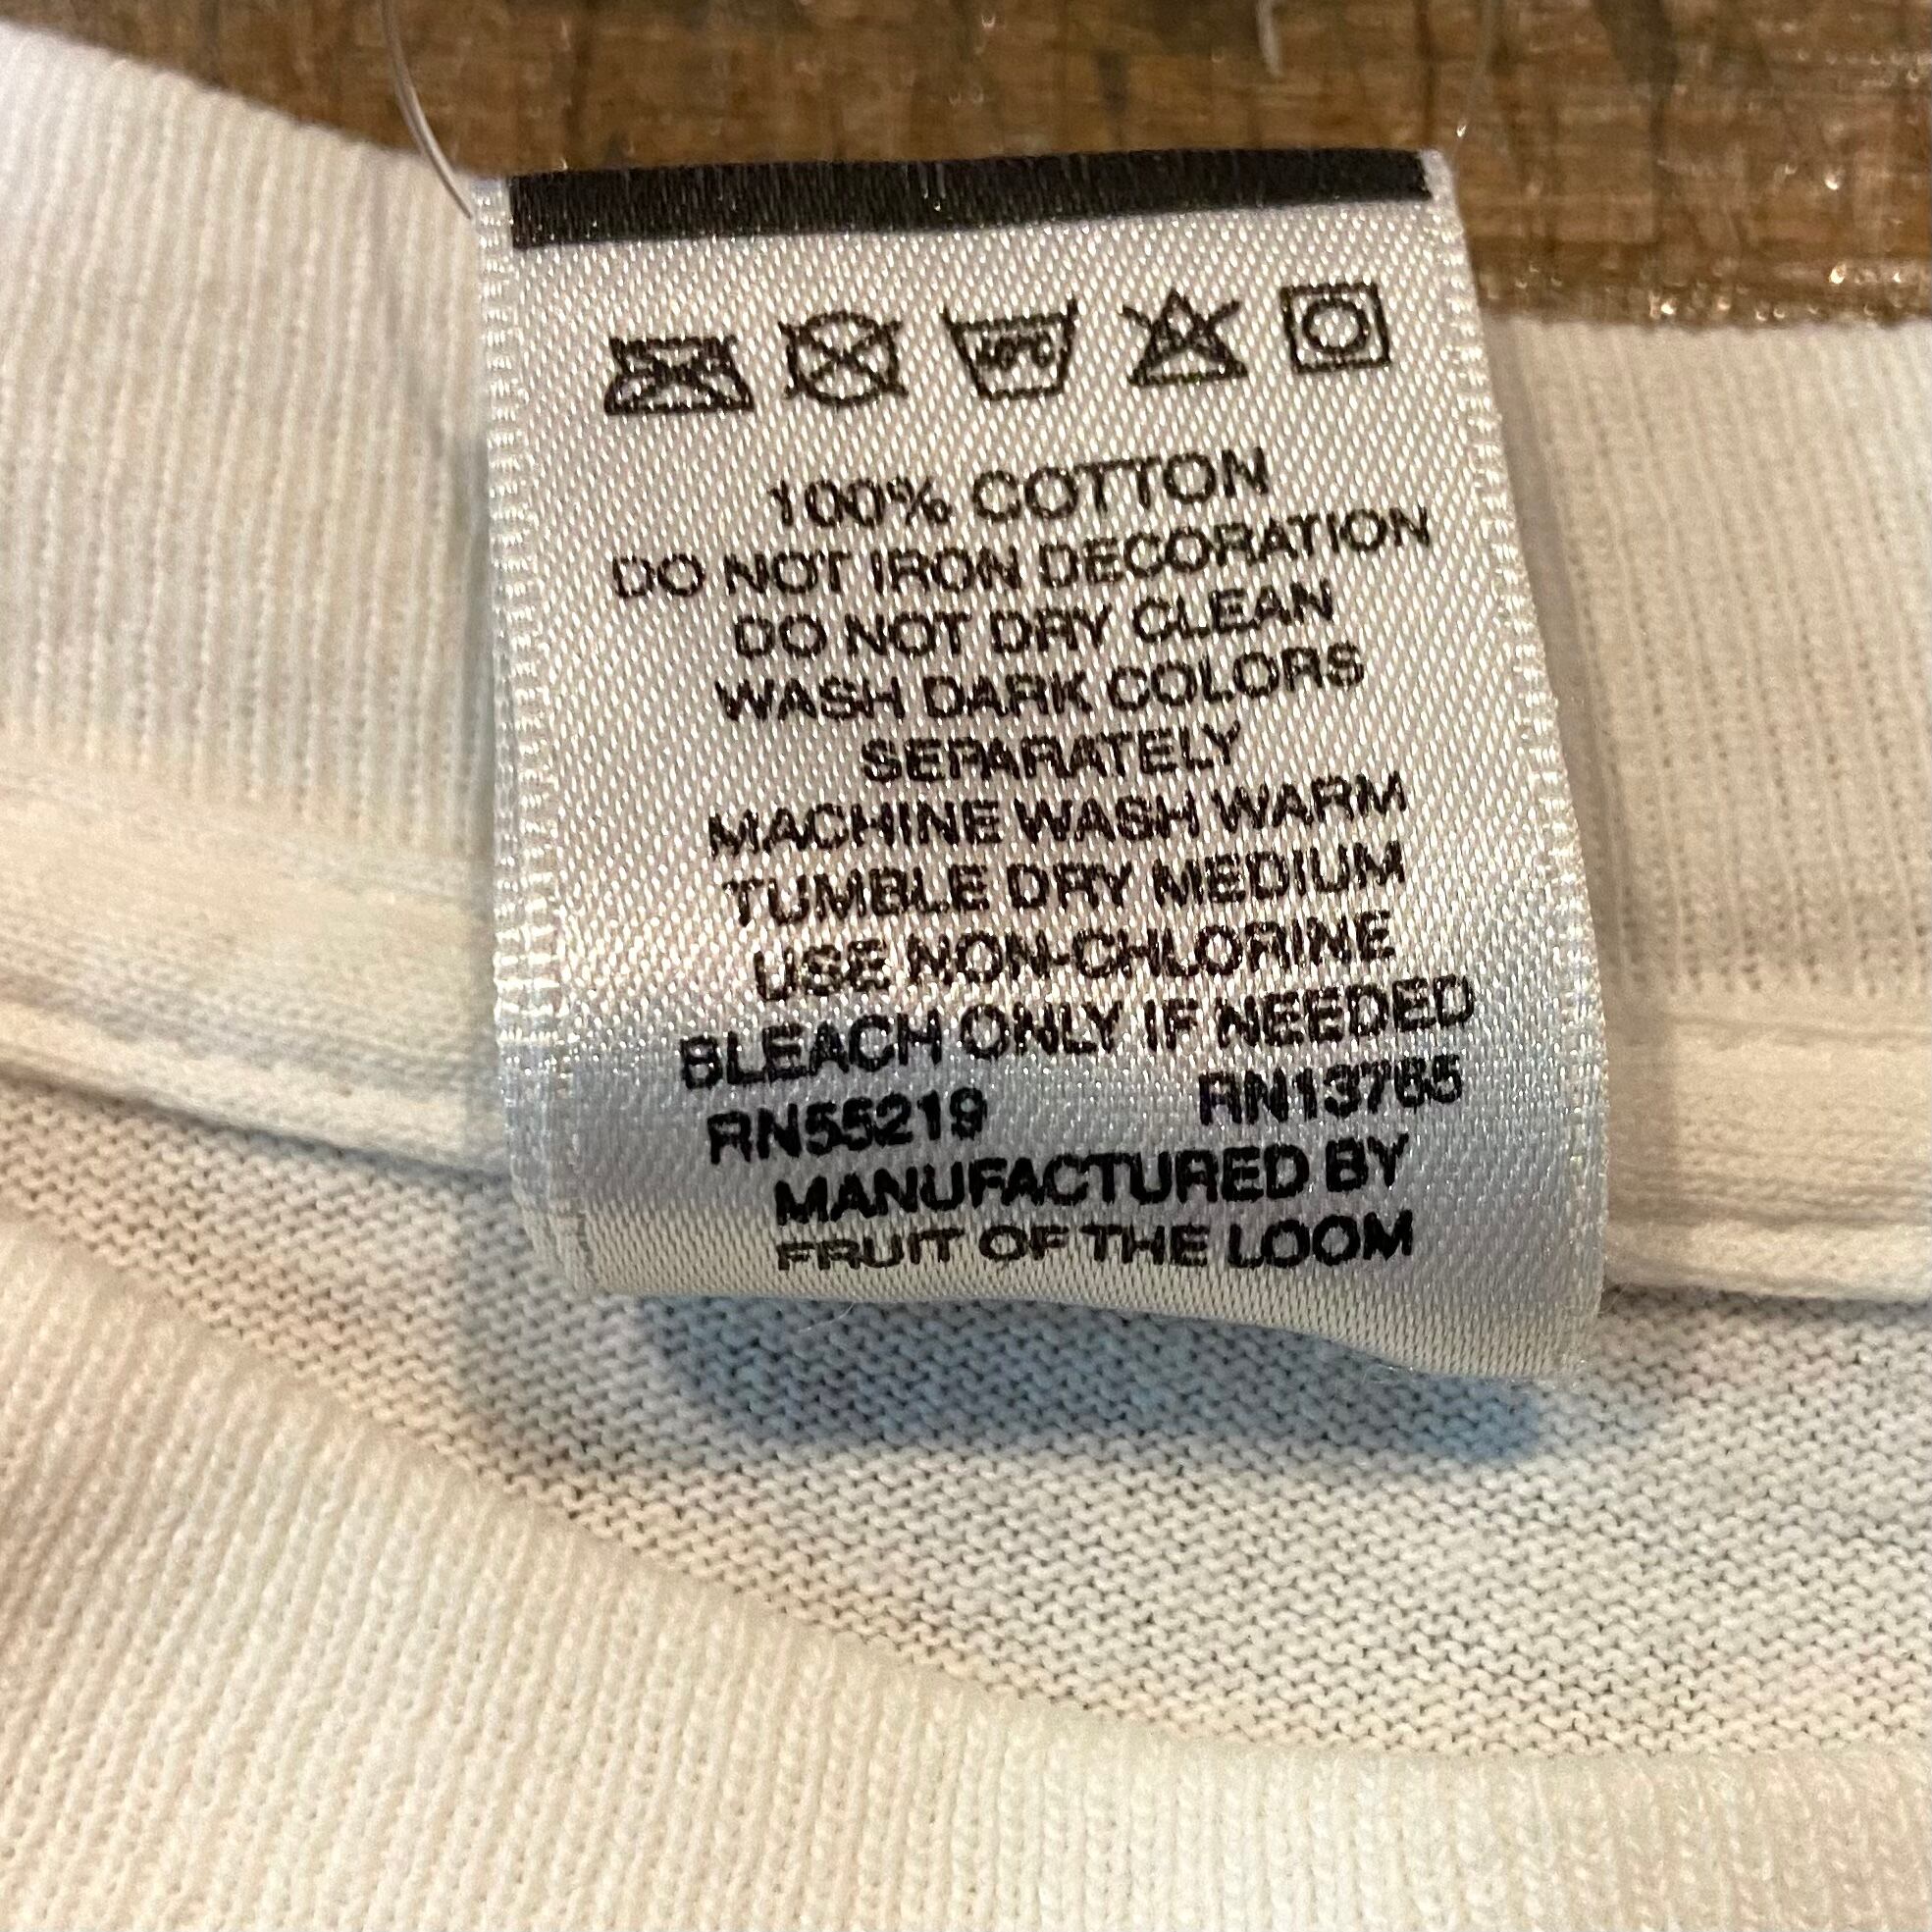 40°C
100% COTTON
DO NOT IRON DECORATION
DO NOT DRY CLEAN
WASH DARK COLORS
SEPARATELY
MACHINE WASH WARM
TUMBLE DRY MEDIUM
USE NON-CHLORINE
BLEACH ONLY IF NEEDED
RN55219 RN13765
MANUFACTURED BY
FRUIT OF THE LOOM